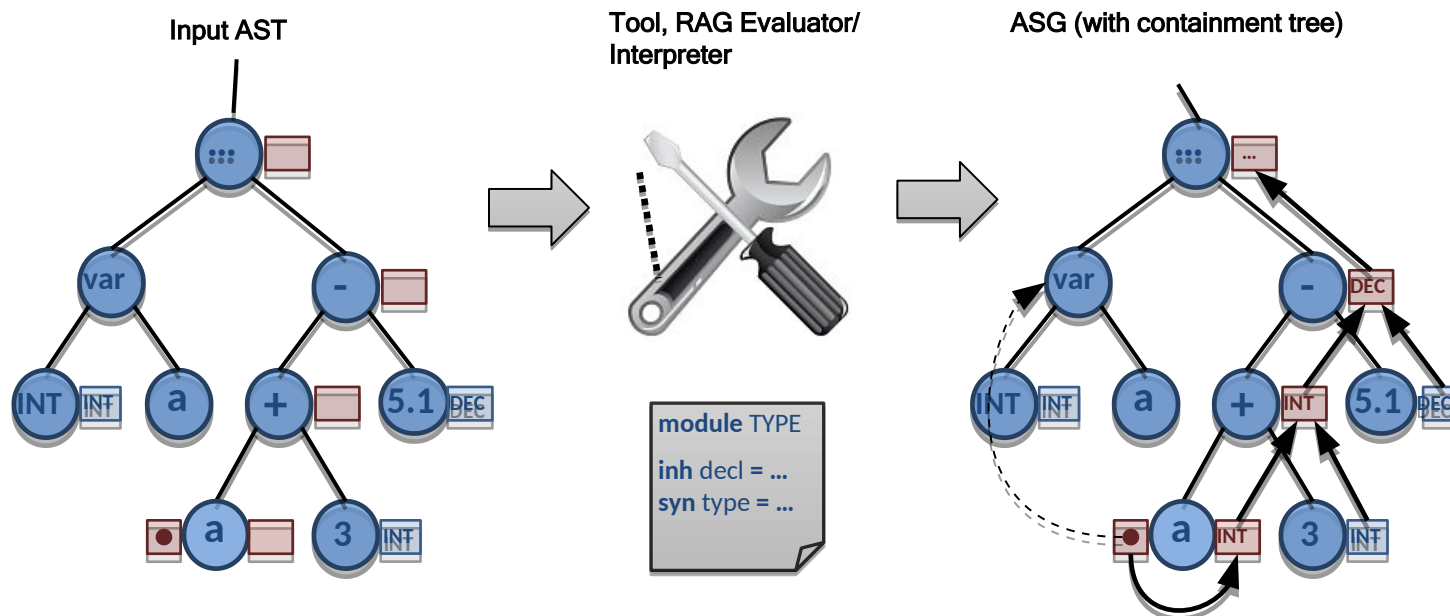 Input AST
Tool, RAG Evaluator/
Interpreter
ASG (with containment tree)
...
var
-
INT INT a + 5.1 DEC
a 3 INT
module TYPE
inh decl = ...
syn type = ...
... ...
var
- DEC
INT INT a + INT 5.1 DEC
a INT 3 INT